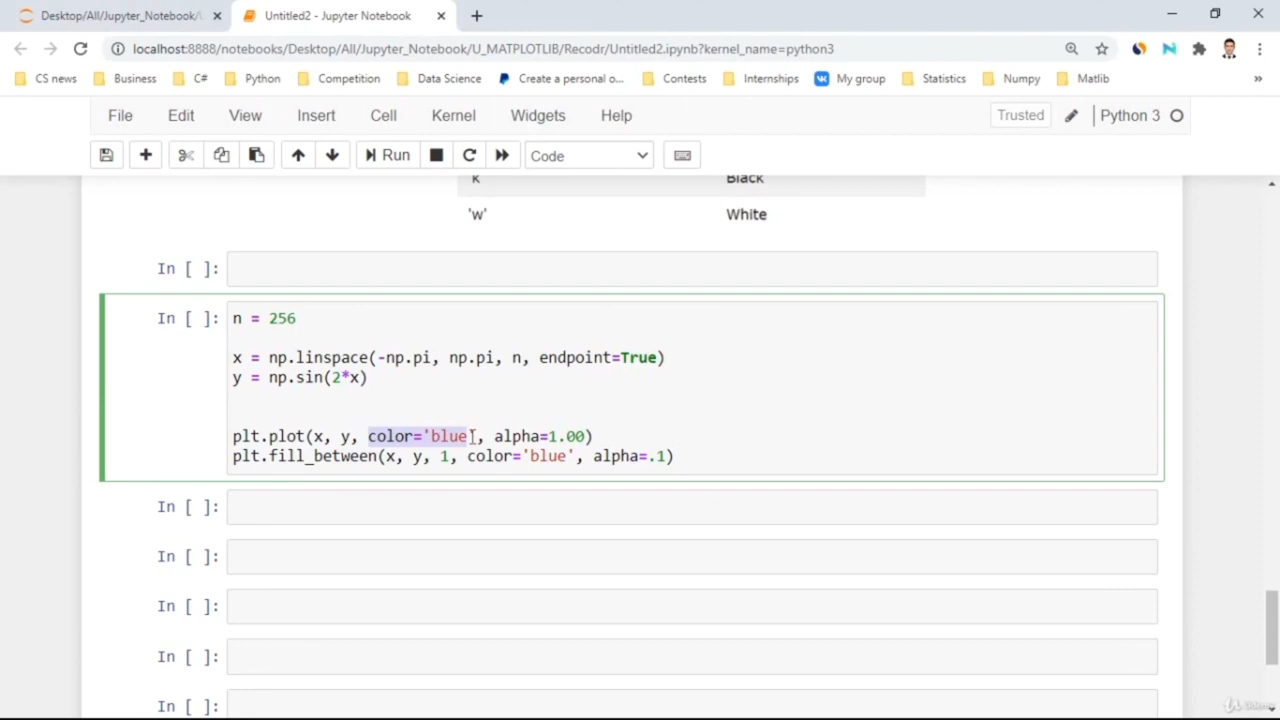 Desktop/All/Jupyter_Notebook/
Untitled2 - Jupyter Notebook
localhost:8888/notebooks/Desktop/All/Jupyter_Notebook/U_MATPLOTLIB/Recodr/Untitled2.ipynb?kernel_name=python3
CS news Business C# Python Competition Data Science Create a personal o... Contests Internships My group Statistics Numpy Matlib »
File Edit View Insert Cell Kernel Widgets Help Trusted Python 3
Run Code
Black
'w' White
In [ ]:
In [ ]: n = 256
x = np.linspace(-np.pi, np.pi, n, endpoint=True)
y = np.sin(2*x)
plt.plot(x, y, color='blue', alpha=1.00)
plt.fill_between(x, y, 1, color='blue', alpha=.1)
In [ ]:
In [ ]:
In [ ]:
In [ ]:
In [ ]:
Udemy